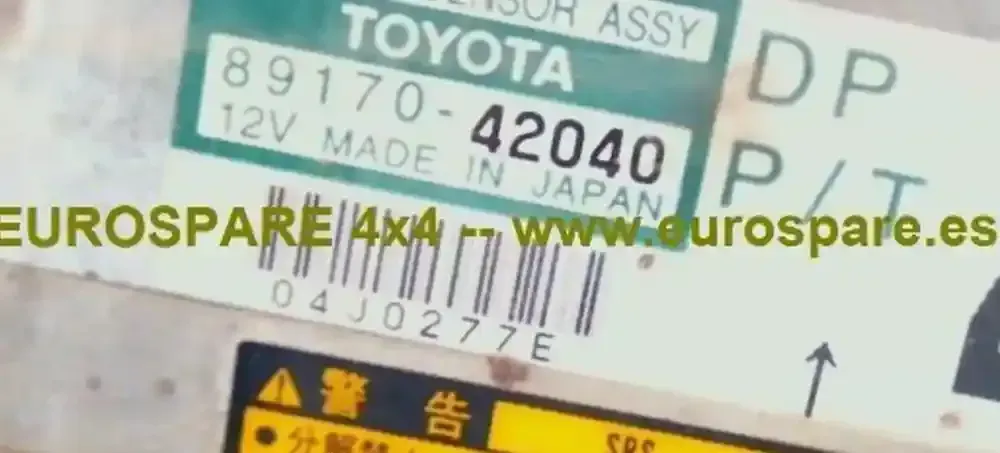 SENSOR ASSY
TOYOTA
89170-42040
12V MADE IN JAPAN
DP
P/T
EUROSPARE 4x4 -- www.eurospare.es
04J0277E
警告
SRS